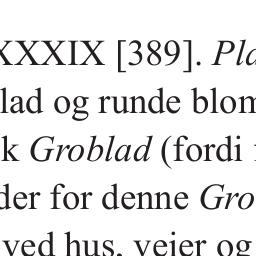 XXXIX [389]. Pla
lad og runde blom
k Groblad (fordi
der for denne Gro
ved hus, veier og